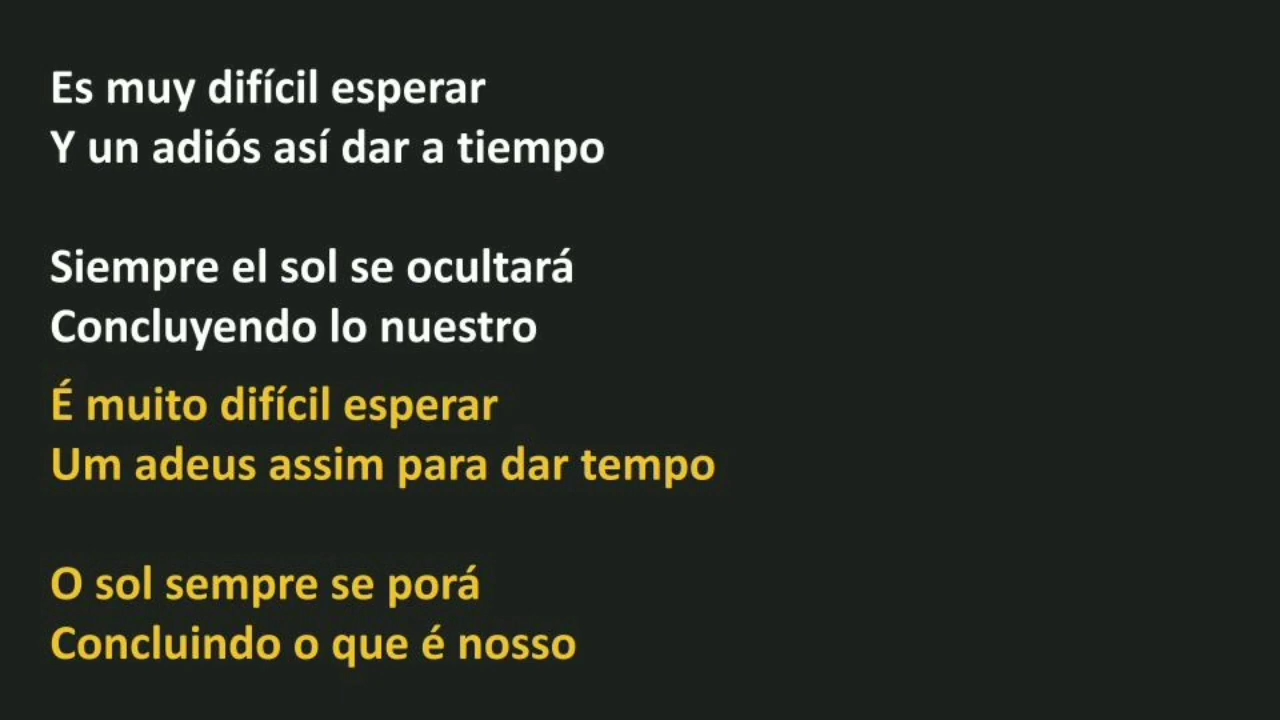 Es muy difícil esperar
Y un adiós así dar a tiempo
Siempre el sol se ocultará
Concluyendo lo nuestro
É muito difícil esperar
Um adeus assim para dar tempo
O sol sempre se porá
Concluindo o que é nosso